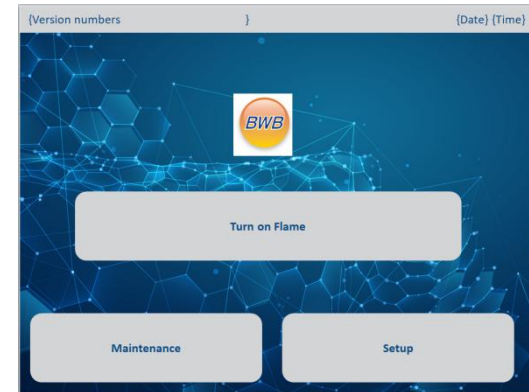 {Version numbers } {Date} {Time}
BWB
Turn on Flame
Maintenance Setup